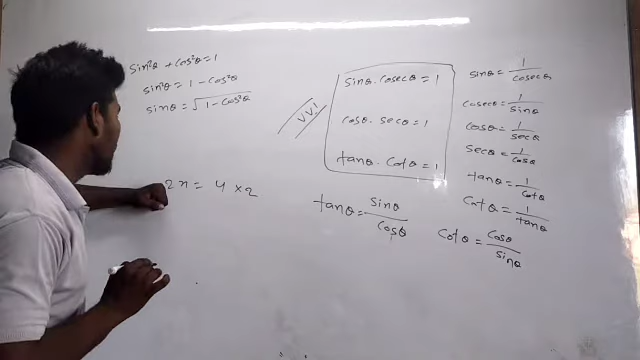 sin²θ + cos²θ = 1
sin²θ = 1 - cos²θ
sinθ = √1 - cos²θ
2x = 4 × 2
VVI
sinθ . cosecθ = 1
cosθ . secθ = 1
tanθ . cotθ = 1
tanθ = sinθ / cosθ
sinθ = 1 / cosecθ
cosecθ = 1 / sinθ
cosθ = 1 / secθ
secθ = 1 / cosθ
tanθ = 1 / cotθ
cotθ = 1 / tanθ
cotθ = cosθ / sinθ